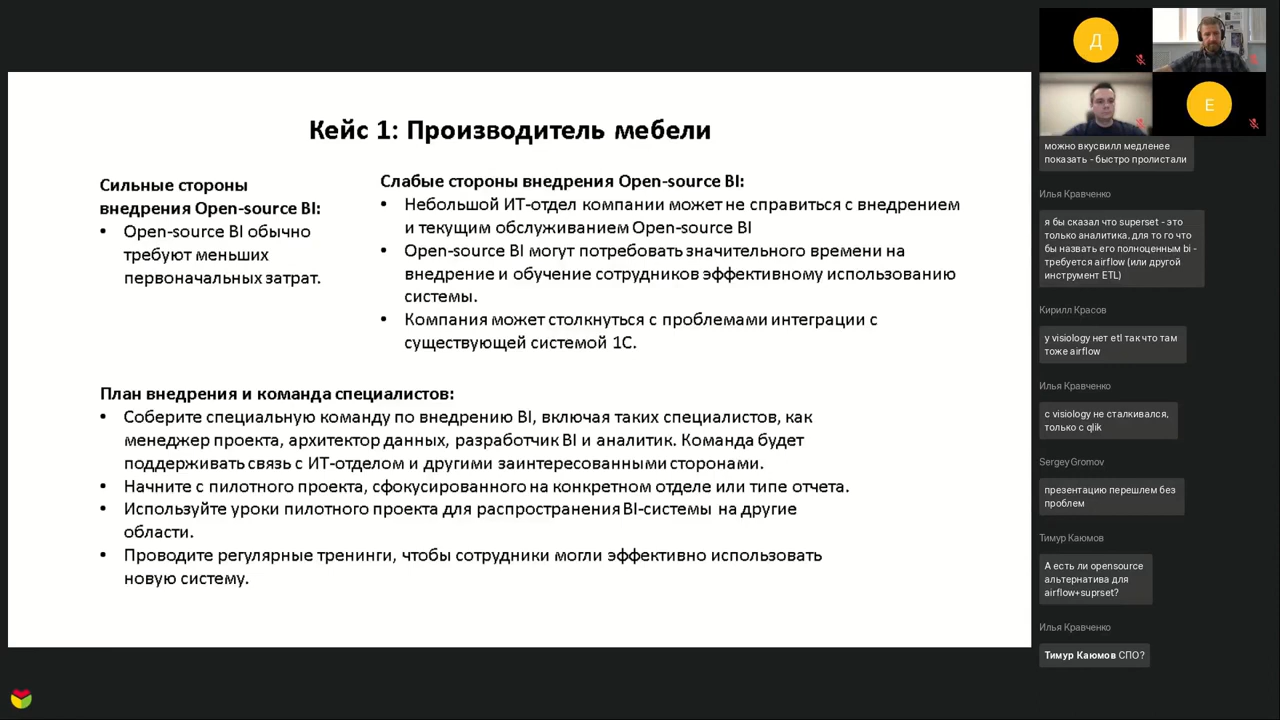 Кейс 1: Производитель мебели
Сильные стороны
внедрения Open-source BI:
• Open-source BI обычно
требуют меньших
первоначальных затрат.
Слабые стороны внедрения Open-source BI:
• Небольшой ИТ-отдел компании может не справиться с внедрением
и текущим обслуживанием Open-source BI
• Open-source BI могут потребовать значительного времени на
внедрение и обучение сотрудников эффективному использованию
системы.
• Компания может столкнуться с проблемами интеграции с
существующей системой 1С.
План внедрения и команда специалистов:
• Соберите специальную команду по внедрению BI, включая таких специалистов, как
менеджер проекта, архитектор данных, разработчик BI и аналитик. Команда будет
поддерживать связь с ИТ-отделом и другими заинтересованными сторонами.
• Начните с пилотного проекта, сфокусированного на конкретном отделе или типе отчета.
• Используйте уроки пилотного проекта для распространения BI-системы на другие
области.
• Проводите регулярные тренинги, чтобы сотрудники могли эффективно использовать
новую систему.
Д
Е
можно вкусвилл медленее
показать - быстро пролистали
Илья Кравченко
я бы сказал что superset - это
только аналитика, для то го что
бы назвать его полноценным bi -
требуется airflow (или другой
инструмент ETL)
Кирилл Красов
у visiology нет etl так что там
тоже airflow
Илья Кравченко
с visiology не сталкивался,
только с qlik
Sergey Gromov
презентацию перешлем без
проблем
Тимур Каюмов
А есть ли opensource
альтернатива для
airflow+suprset?
Илья Кравченко
Тимур Каюмов СПО?